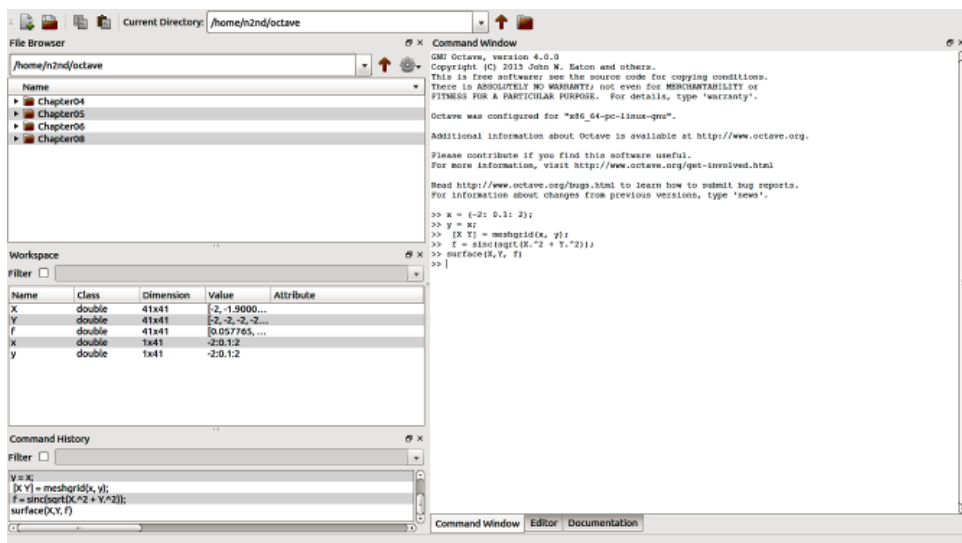 Current Directory: /home/n2nd/octave
File Browser
/home/n2nd/octave
Name
Chapter04
Chapter05
Chapter06
Chapter08
Workspace
Filter
Name Class Dimension Value Attribute
X double 41x41 [-2, -1.9000...
Y double 41x41 [-2, -2, -2, -2...
f double 41x41 [0.057765, ...
x double 1x41 -2:0.1:2
y double 1x41 -2:0.1:2
Command History
Filter
y = x;
[X Y] = meshgrid(x, y);
f = sinc(sqrt(X.^2 + Y.^2));
surface(X,Y, f)
Command Window
GNU Octave, version 4.0.0
Copyright (C) 2015 John W. Eaton and others.
This is free software; see the source code for copying conditions.
There is ABSOLUTELY NO WARRANTY; not even for MERCHANTABILITY or
FITNESS FOR A PARTICULAR PURPOSE. For details, type 'warranty'.
Octave was configured for "x86_64-pc-linux-gnu".
Additional information about Octave is available at http://www.octave.org.
Please contribute if you find this software useful.
For more information, visit http://www.octave.org/get-involved.html
Read http://www.octave.org/bugs.html to learn how to submit bug reports.
For information about changes from previous versions, type 'news'.
>> x = (-2: 0.1: 2);
>> y = x;
>> [X Y] = meshgrid(x, y);
>> f = sinc(sqrt(X.^2 + Y.^2));
>> surface(X,Y, f)
>>
Command Window Editor Documentation